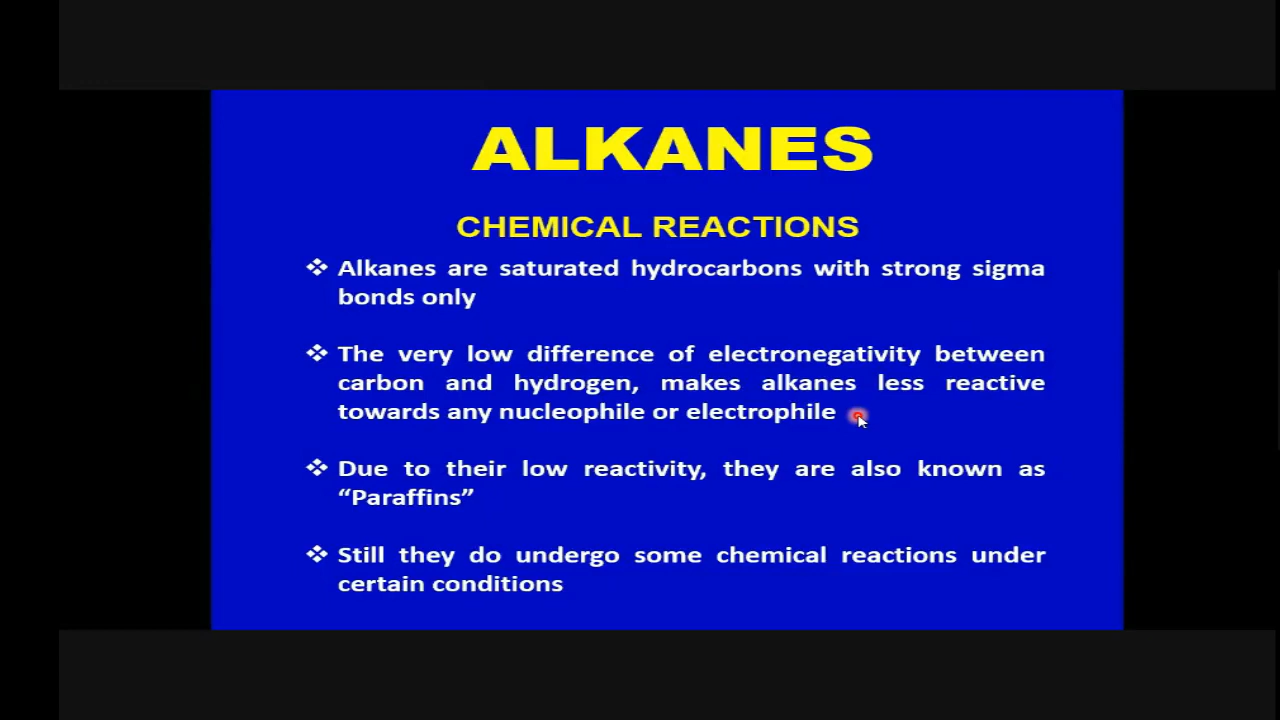 ALKANES
CHEMICAL REACTIONS
❖ Alkanes are saturated hydrocarbons with strong sigma
bonds only
❖ The very low difference of electronegativity between
carbon and hydrogen, makes alkanes less reactive
towards any nucleophile or electrophile
❖ Due to their low reactivity, they are also known as
“Paraffins”
❖ Still they do undergo some chemical reactions under
certain conditions